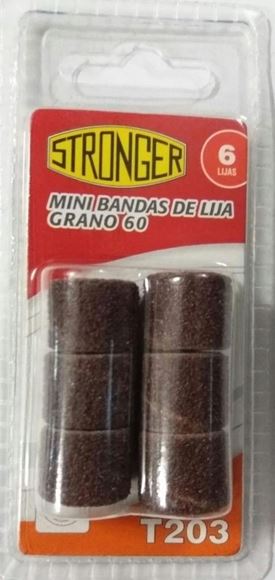 STRONGER
6
LIJAS
MINI BANDAS DE LIJA
GRANO 60
T203